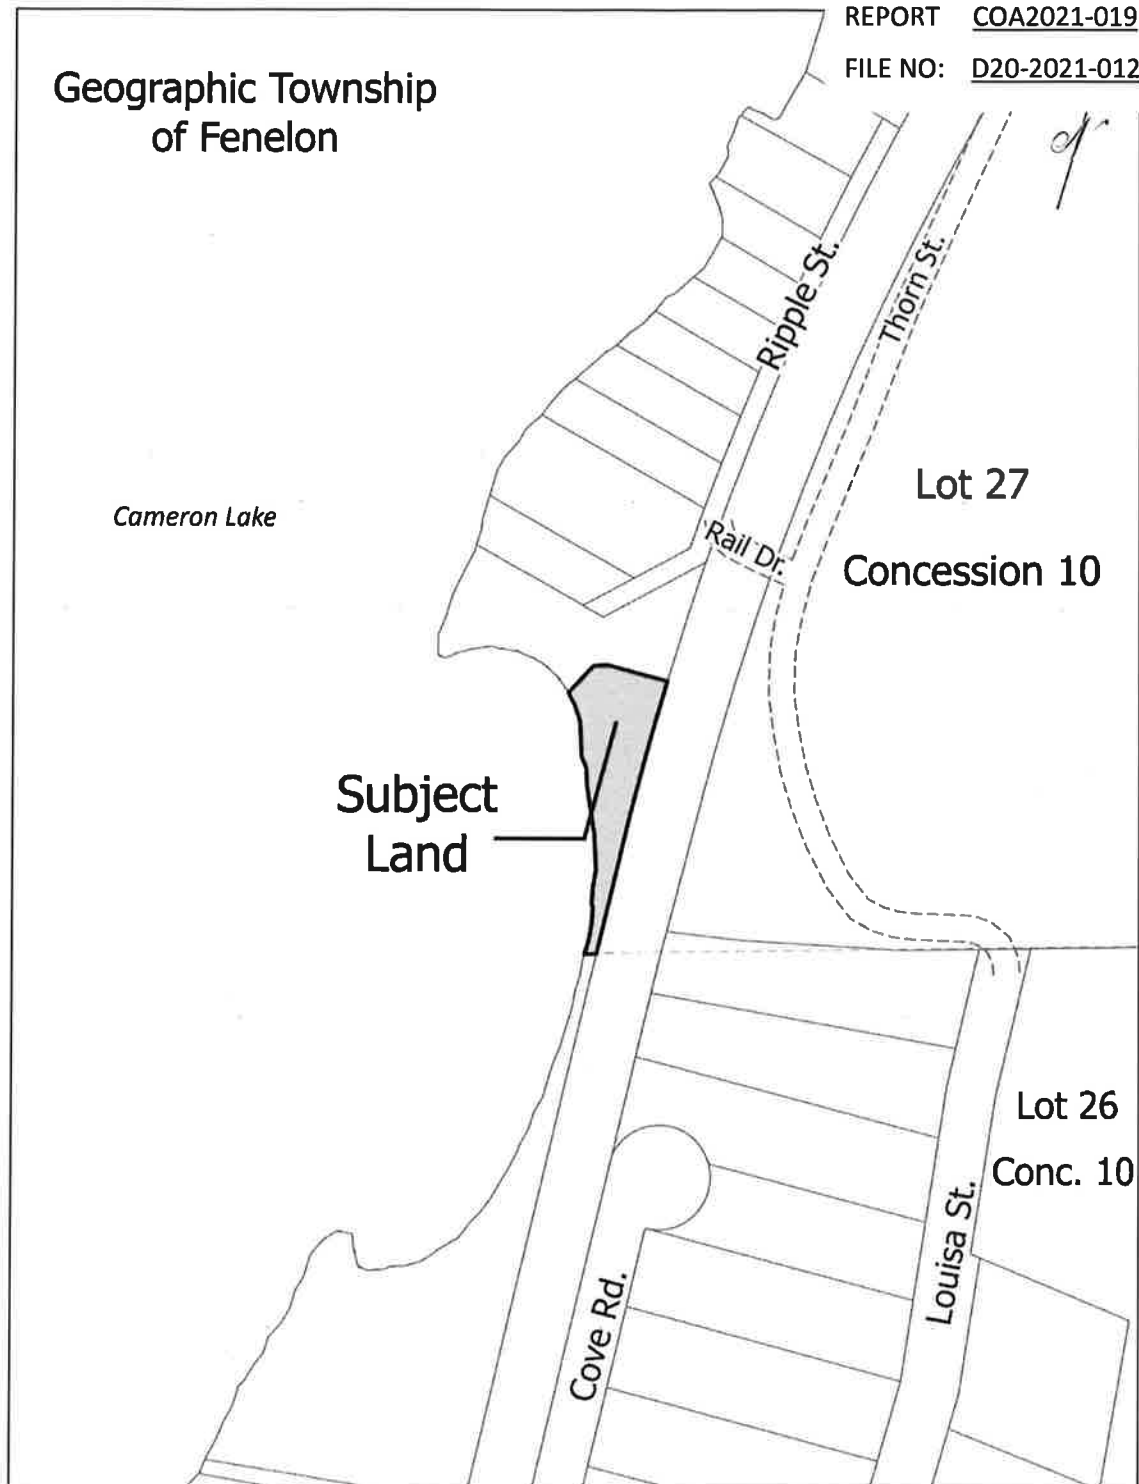 REPORT COA2021-019
FILE NO: D20-2021-012
Geographic Township
of Fenelon
Ripple St.
Thorn St.
Lot 27
Cameron Lake
Rail Dr.
Concession 10
Subject
Land
Lot 26
Conc. 10
Louisa St.
Cove Rd.